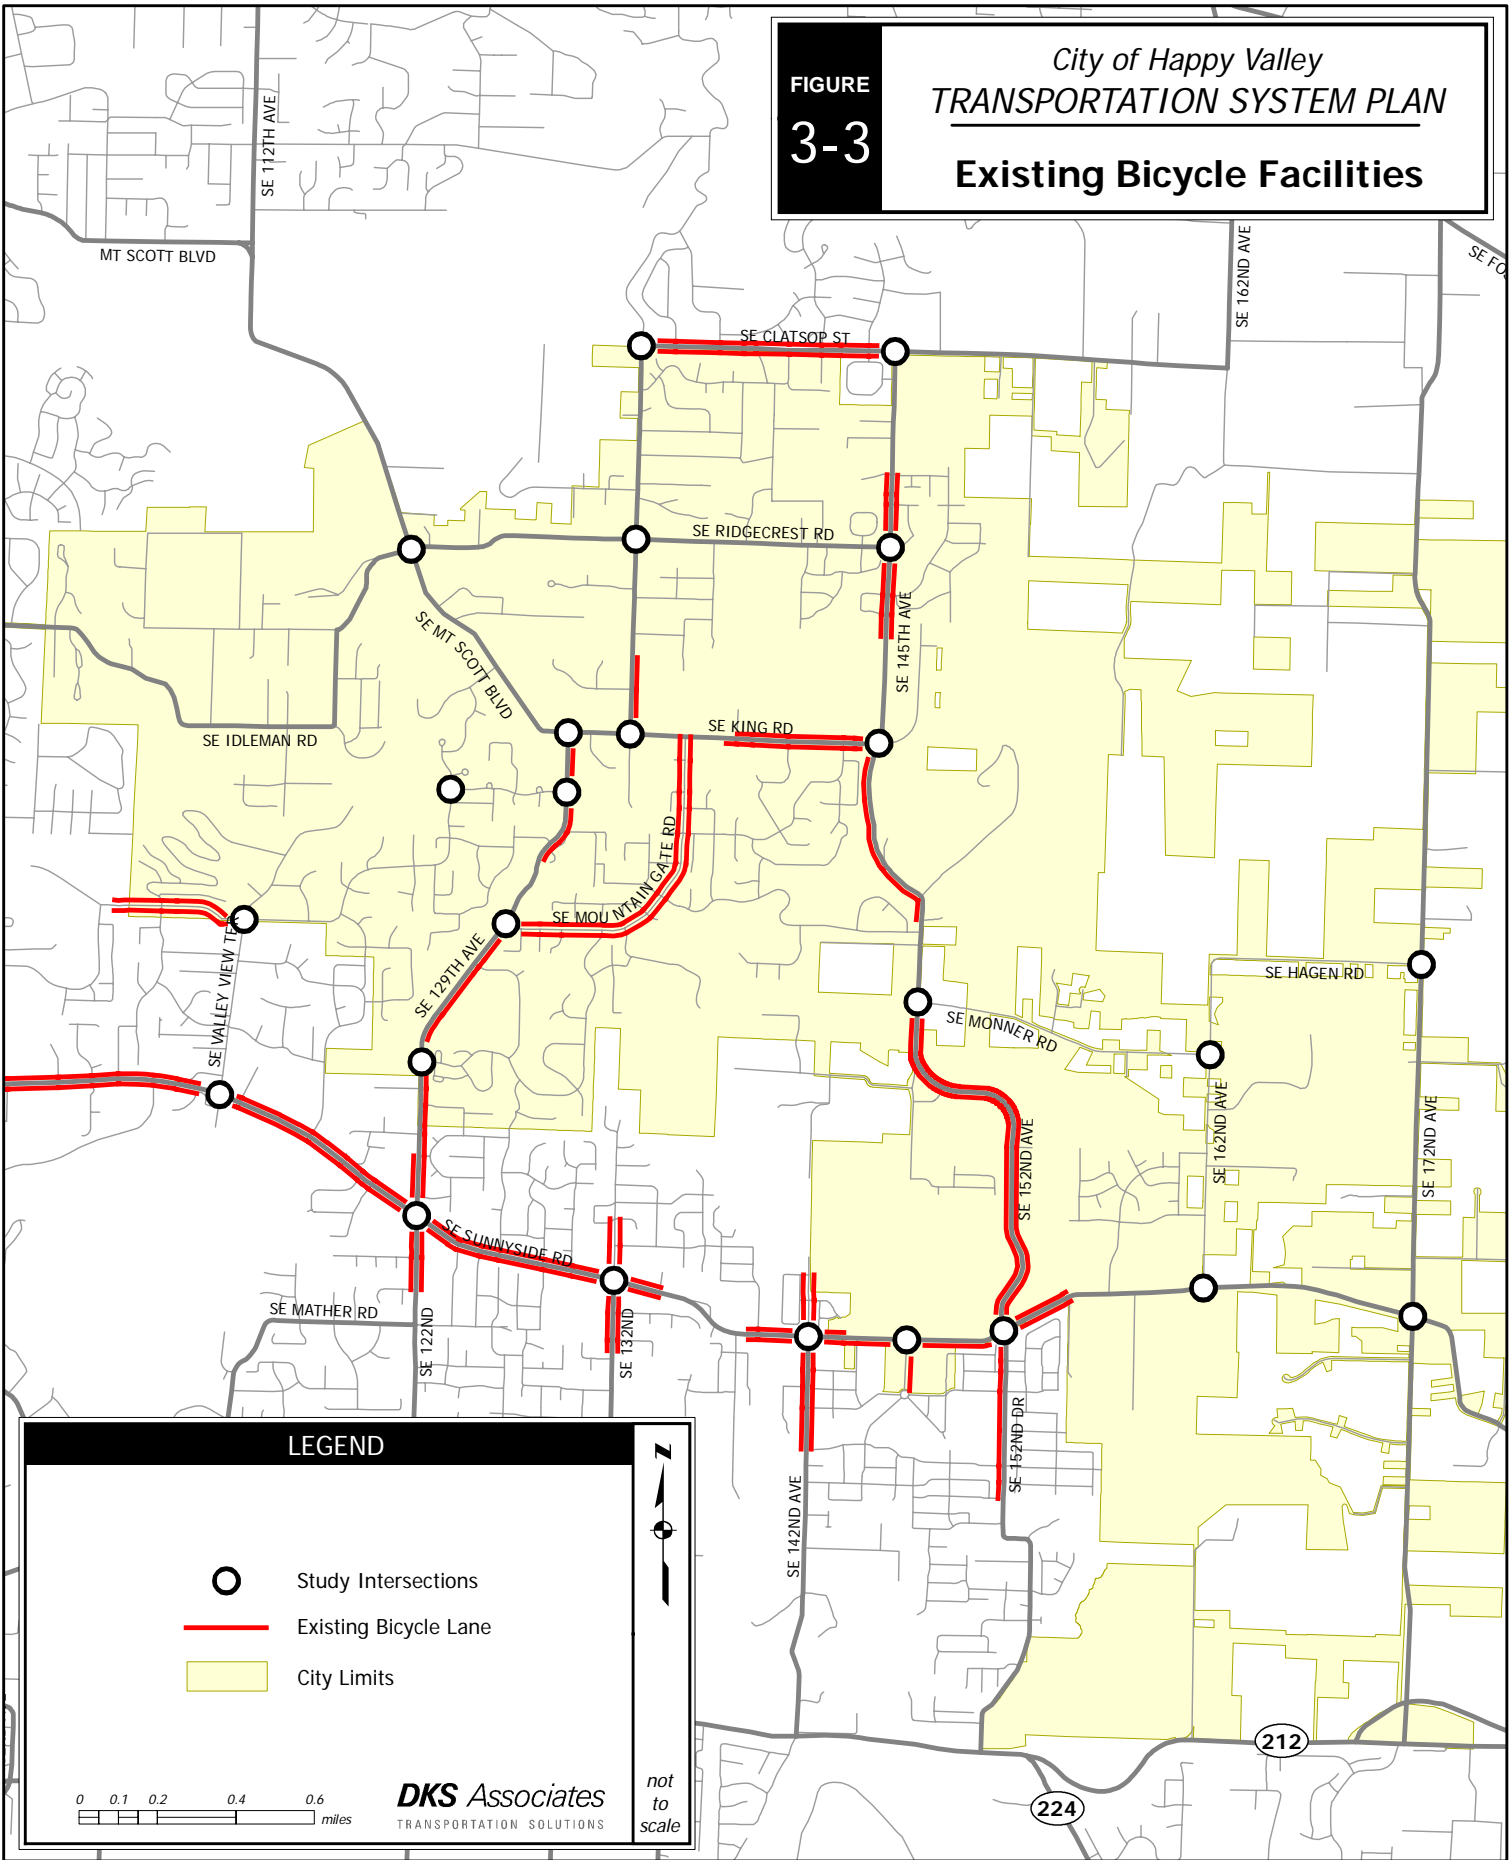 FIGURE
3-3
City of Happy Valley
TRANSPORTATION SYSTEM PLAN
Existing Bicycle Facilities
SE 112TH AVE
MT SCOTT BLVD
SE 162ND AVE
SE CLATSOP ST
SE RIDGECREST RD
SE MT SCOTT BLVD
SE 145TH AVE
SE IDLEMAN RD
SE KING RD
SE MOUNTAIN GATE RD
SE 129TH AVE
SE VALLEY VIEW TER
SE HAGEN RD
SE MONNER RD
SE 152ND AVE
SE 162ND AVE
SE 172ND AVE
SE SUNNYSIDE RD
SE MATHER RD
SE 122ND
SE 132ND
SE 152ND DR
SE 142ND AVE
212
224
LEGEND
Study Intersections
Existing Bicycle Lane
City Limits
0 0.1 0.2 0.4 0.6
miles
DKS Associates
TRANSPORTATION SOLUTIONS
N
not
to
scale